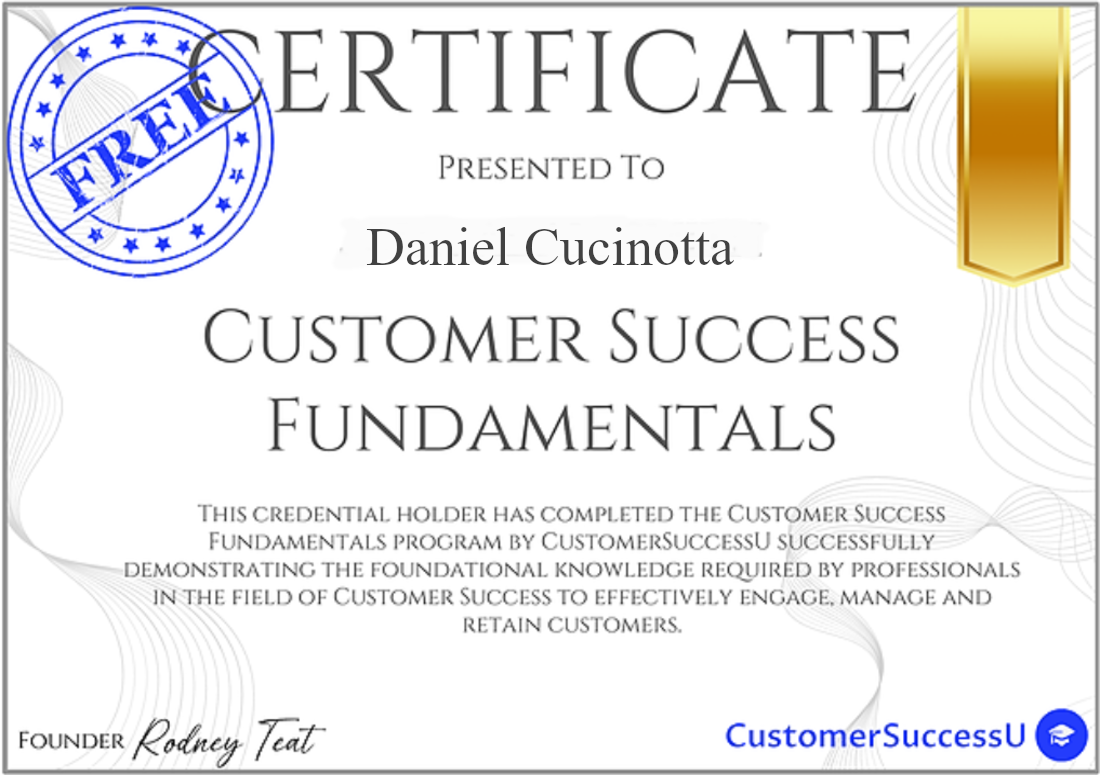 CERTIFICATE
FREE
PRESENTED TO
Daniel Cucinotta
CUSTOMER SUCCESS
FUNDAMENTALS
THIS CREDENTIAL HOLDER HAS COMPLETED THE CUSTOMER SUCCESS
FUNDAMENTALS PROGRAM BY CUSTOMERSUCCESSU SUCCESSFULLY
DEMONSTRATING THE FOUNDATIONAL KNOWLEDGE REQUIRED BY PROFESSIONALS
IN THE FIELD OF CUSTOMER SUCCESS TO EFFECTIVELY ENGAGE, MANAGE AND
RETAIN CUSTOMERS.
FOUNDER Rodney Teat
CustomerSuccessU